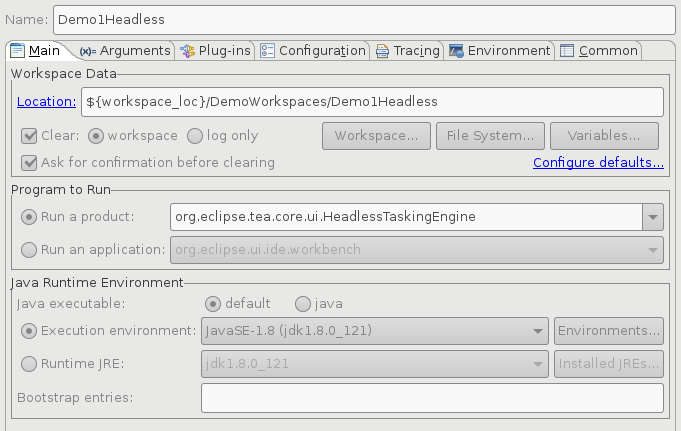 Name: Demo1Headless
Main (x)= Arguments Plug-ins Configuration Tracing Environment Common
Workspace Data
Location: ${workspace_loc}/DemoWorkspaces/Demo1Headless
Clear: workspace log only Workspace... File System... Variables...
Ask for confirmation before clearing Configure defaults...
Program to Run
Run a product: org.eclipse.tea.core.ui.HeadlessTaskingEngine
Run an application: org.eclipse.ui.ide.workbench
Java Runtime Environment
Java executable: default java
Execution environment: JavaSE-1.8 (jdk1.8.0_121) Environments...
Runtime JRE: jdk1.8.0_121 Installed JREs...
Bootstrap entries: